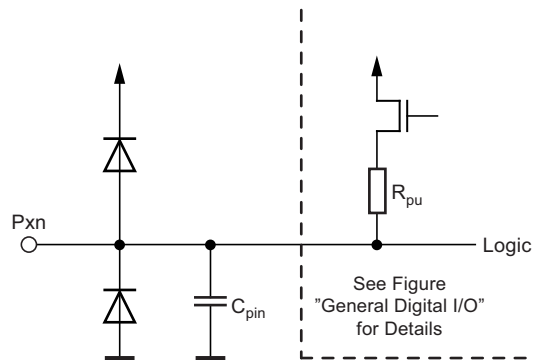 Pxn
C_pin
R_pu
Logic
See Figure
"General Digital I/O"
for Details